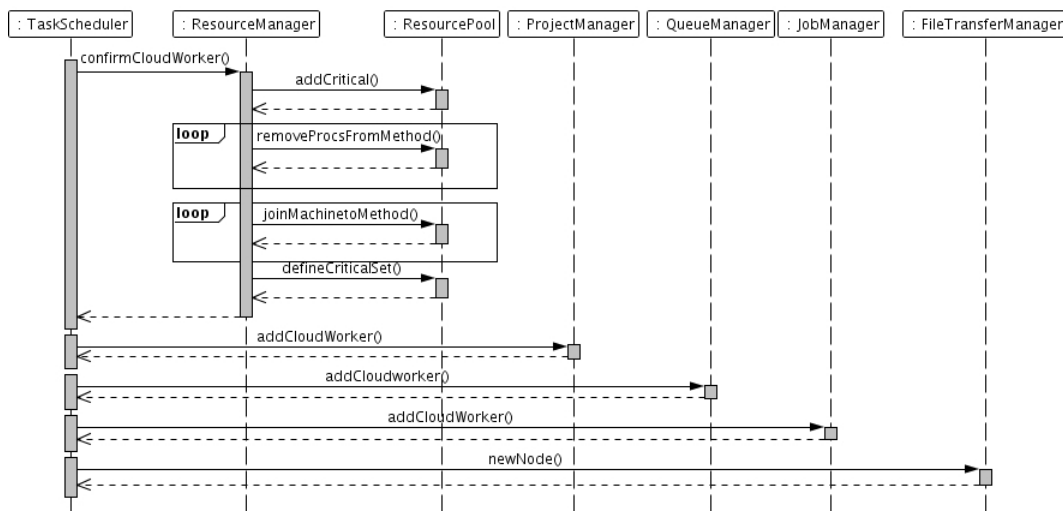 : TaskScheduler : ResourceManager : ResourcePool : ProjectManager : QueueManager : JobManager : FileTransferManager
confirmCloudWorker()
addCritical()
loop removeProcsFromMethod()
loop joinMachinetoMethod()
defineCriticalSet()
addCloudWorker()
addCloudworker()
addCloudWorker()
newNode()